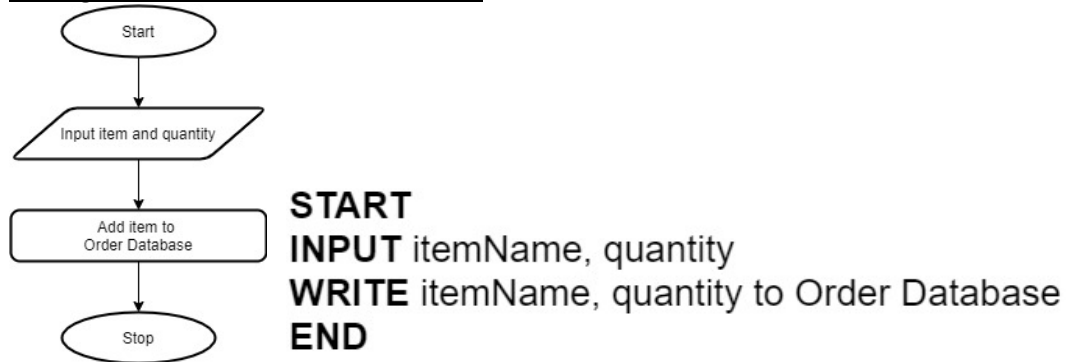 Start
Input item and quantity
Add item to
Order Database
Stop
START
INPUT itemName, quantity
WRITE itemName, quantity to Order Database
END